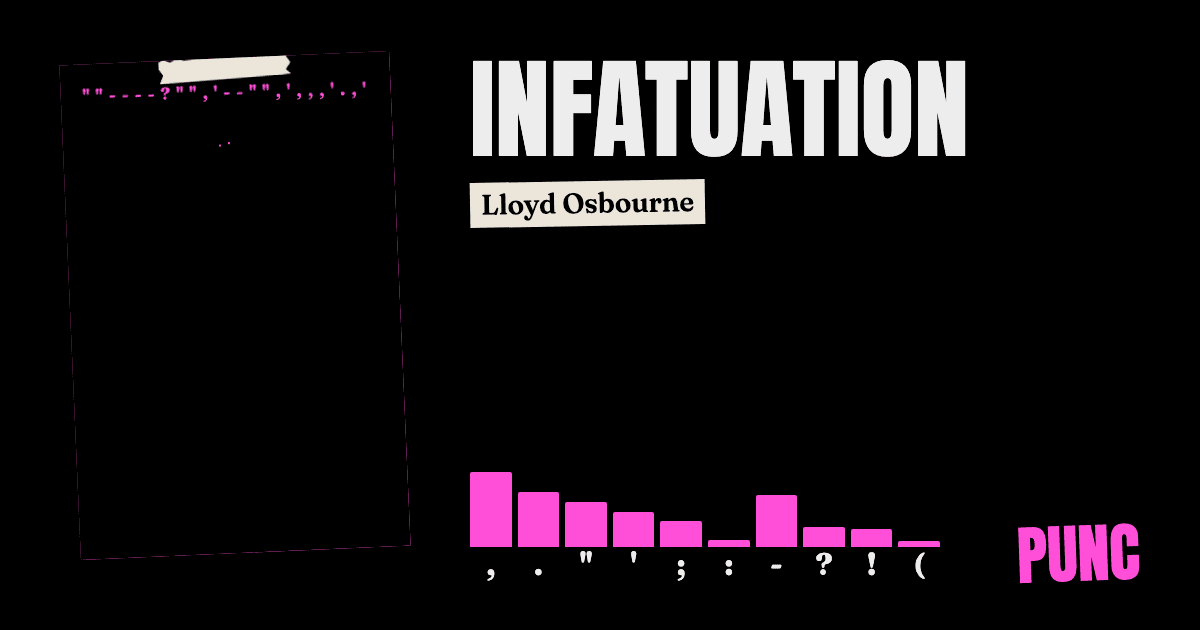 ""----?"",'--"",',,,'.,'
..
INFATUATION
Lloyd Osbourne
, . " ' ; : - ? ! (
PUNC